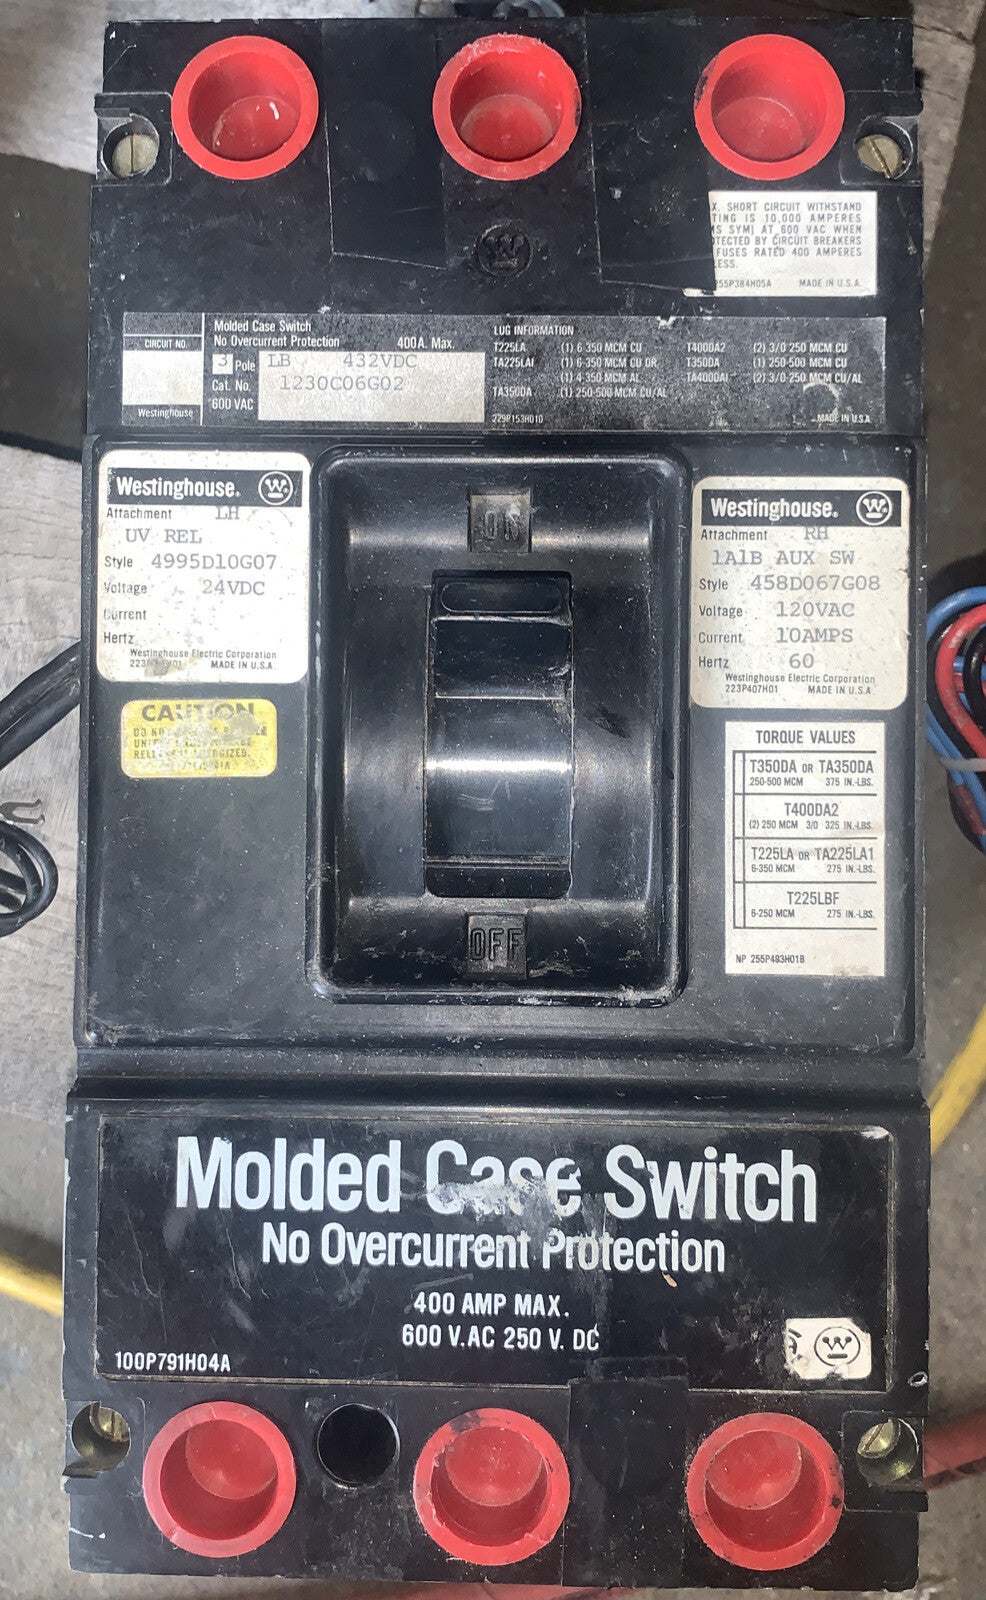 X. SHORT CIRCUIT WITHSTAND
TING IS 10,000 AMPERES
MS SYM) AT 600 VAC WHEN
OTECTED BY CIRCUIT BREAKERS
FUSES RATED 400 AMPERES
LESS.
255P384H05A MADE IN U.S.A.
CIRCUIT NO.
Westinghouse
Molded Case Switch
No Overcurrent Protection 400A. Max.
3 Pole LB 432VDC
Cat. No. 1230C06G02
600 VAC
LUG INFORMATION
T225LA (1) 6-350 MCM CU
TA225LA1 (1) 6-350 MCM CU OR
(1) 4-350 MCM AL
TA350DA (1) 250-500 MCM CU/AL
T400DA2 (2) 3/0 250 MCM CU
T350DA (1) 250-500 MCM CU
TA400DA1 (2) 3/0-250 MCM CU/AL
279P153H01D MADE IN U.S.A.
Westinghouse. W
Attachment LH
UV REL
Style 4995D10G07
Voltage 24VDC
Current
Hertz
Westinghouse Electric Corporation
MADE IN U.S.A.
CAUTION
ON
OFF
Westinghouse. W
Attachment RH
1A1B AUX SW
Style 458D067G08
Voltage 120VAC
Current 10AMPS
Hertz 60
Westinghouse Electric Corporation
223P407H01 MADE IN U.S.A.
TORQUE VALUES
T350DA OR TA350DA
250-500 MCM 375 IN.-LBS.
T400DA2
(2) 250 MCM 3/0 325 IN.-LBS.
T225LA OR TA225LA1
6-350 MCM 275 IN.-LBS.
T225LBF
6-250 MCM 275 IN.-LBS.
NP 255P483H01B
Molded Case Switch
No Overcurrent Protection
400 AMP MAX.
600 V.AC 250 V. DC
100P791H04A